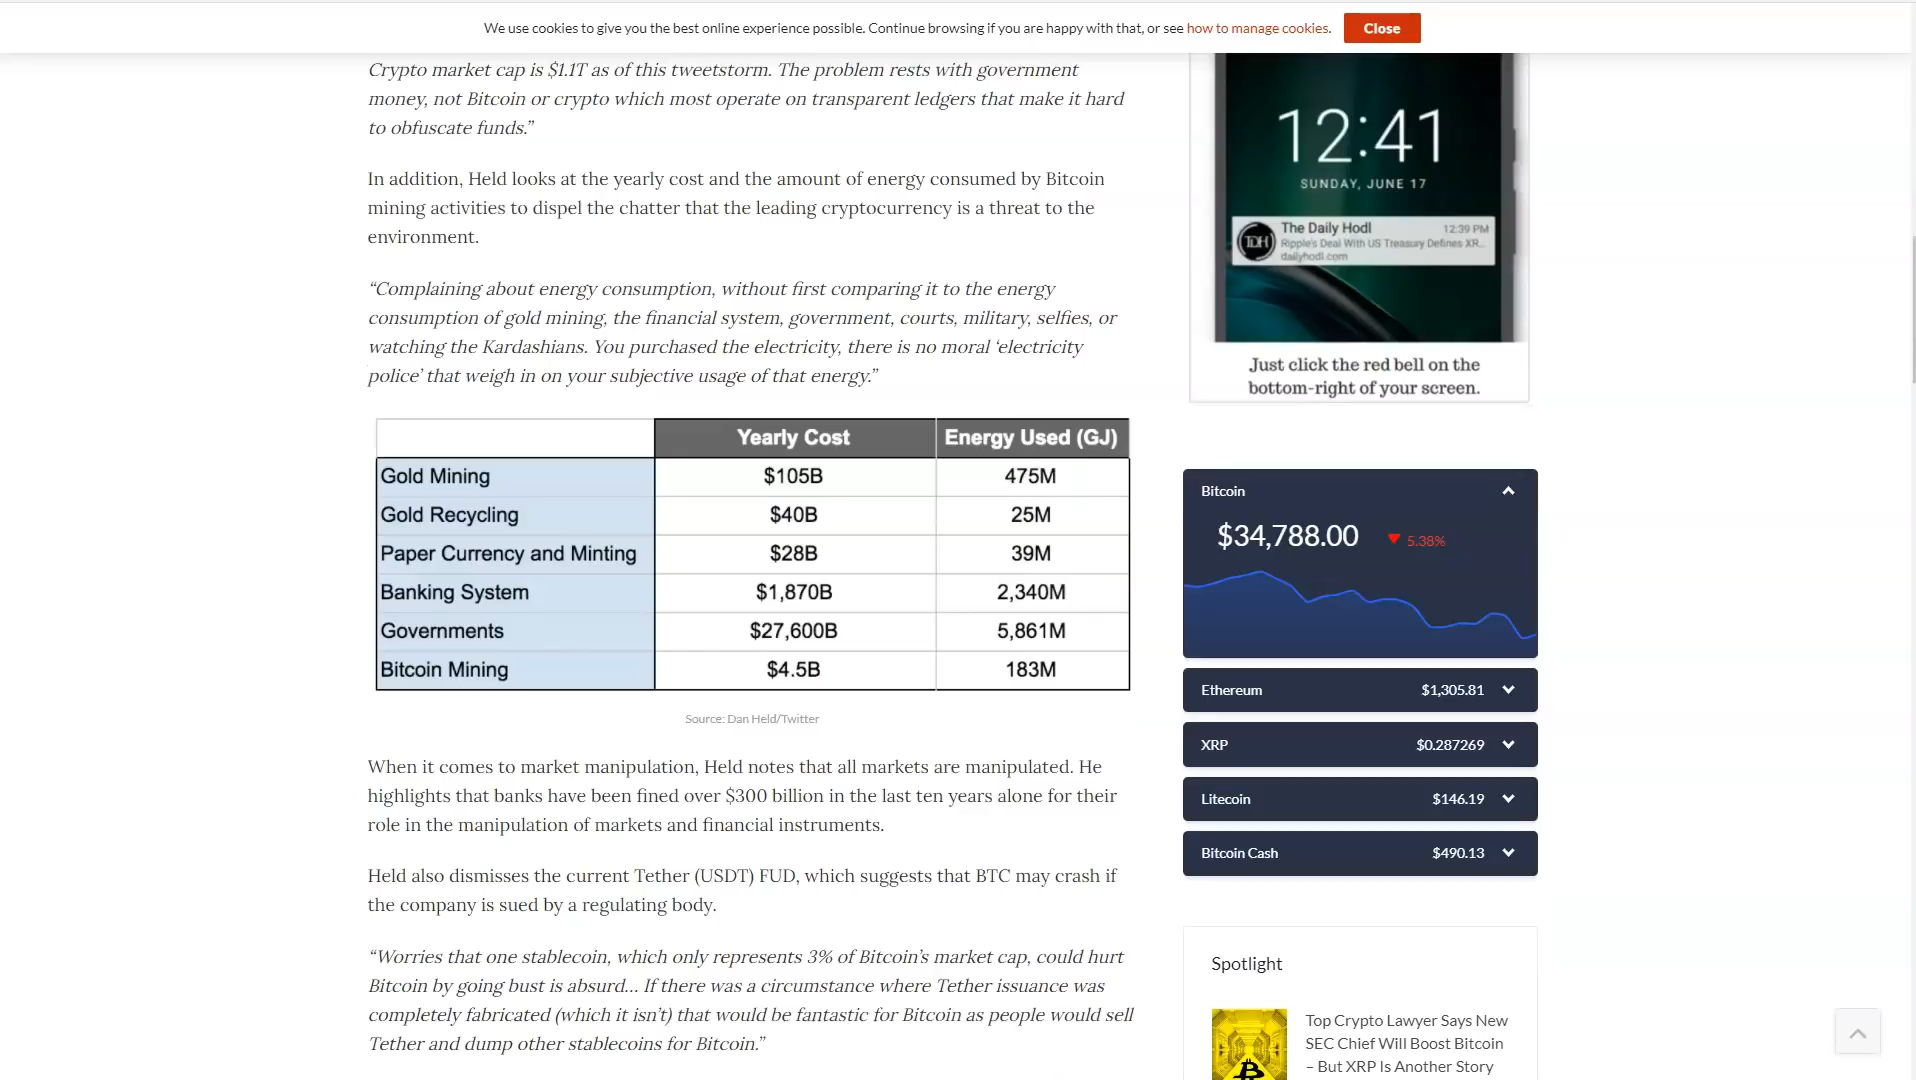 We use cookies to give you the best online experience possible. Continue browsing if you are happy with that, or see how to manage cookies.
Close
Crypto market cap is $1.1T as of this tweetstorm. The problem rests with government
money, not Bitcoin or crypto which most operate on transparent ledgers that make it hard
to obfuscate funds.”
In addition, Held looks at the yearly cost and the amount of energy consumed by Bitcoin
mining activities to dispel the chatter that the leading cryptocurrency is a threat to the
environment.
“Complaining about energy consumption, without first comparing it to the energy
consumption of gold mining, the financial system, government, courts, military, selfies, or
watching the Kardashians. You purchased the electricity, there is no moral ‘electricity
police’ that weigh in on your subjective usage of that energy.”
Yearly Cost Energy Used (GJ)
Gold Mining $105B 475M
Gold Recycling $40B 25M
Paper Currency and Minting $28B 39M
Banking System $1,870B 2,340M
Governments $27,600B 5,861M
Bitcoin Mining $4.5B 183M
Source: Dan Held/Twitter
When it comes to market manipulation, Held notes that all markets are manipulated. He
highlights that banks have been fined over $300 billion in the last ten years alone for their
role in the manipulation of markets and financial instruments.
Held also dismisses the current Tether (USDT) FUD, which suggests that BTC may crash if
the company is sued by a regulating body.
“Worries that one stablecoin, which only represents 3% of Bitcoin’s market cap, could hurt
Bitcoin by going bust is absurd… If there was a circumstance where Tether issuance was
completely fabricated (which it isn’t) that would be fantastic for Bitcoin as people would sell
Tether and dump other stablecoins for Bitcoin.”
12:41
SUNDAY, JUNE 17
TDH
The Daily Hodl 12:39 PM
Ripple's Deal With US Treasury Defines XR...
dailyhodl.com
Just click the red bell on the
bottom-right of your screen.
Bitcoin
$34,788.00 5.38%
Ethereum $1,305.81
XRP $0.287269
Litecoin $146.19
Bitcoin Cash $490.13
Spotlight
Top Crypto Lawyer Says New
SEC Chief Will Boost Bitcoin
– But XRP Is Another Story